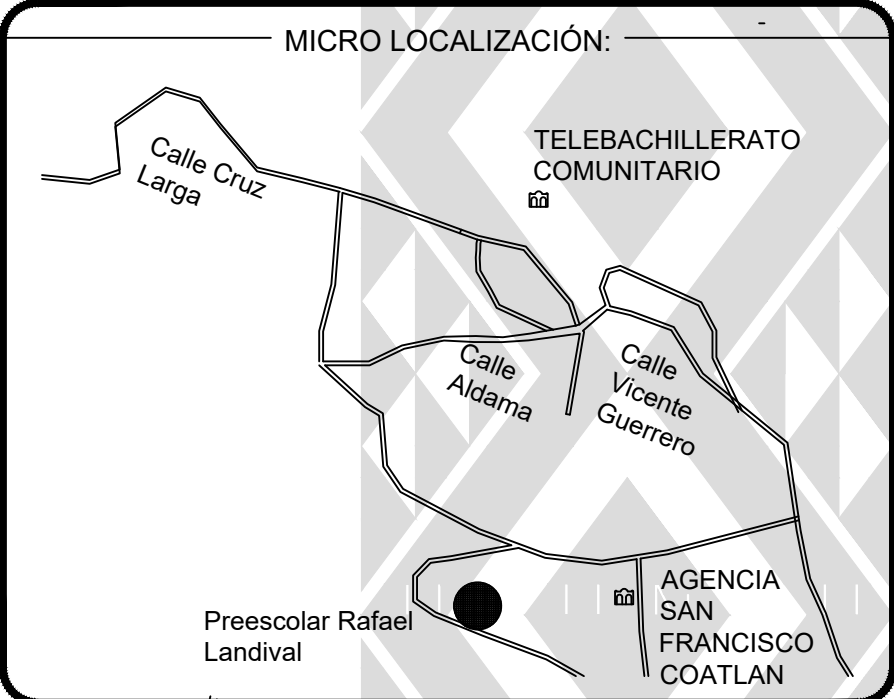 MICRO LOCALIZACIÓN:
TELEBACHILLERATO
COMUNITARIO
Calle Cruz
Larga
Calle
Aldama
Calle
Vicente
Guerrero
AGENCIA
SAN
FRANCISCO
COATLAN
Preescolar Rafael
Landival